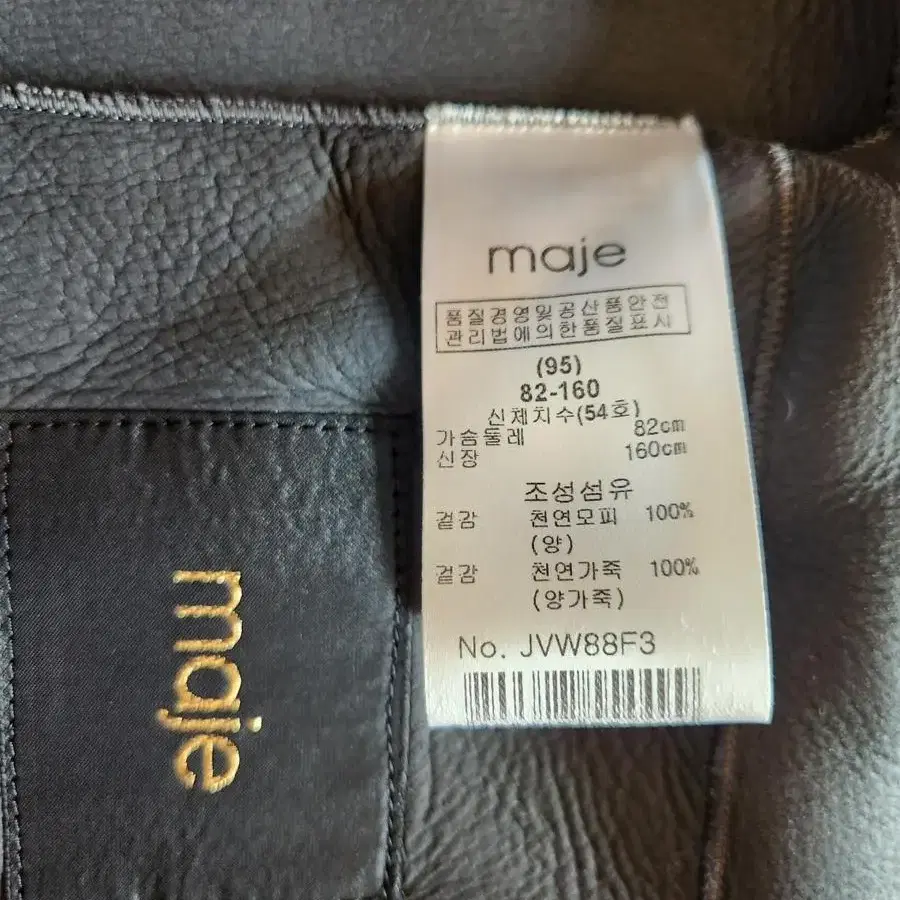 maje
품질경영및공산품안전
관리법에의한품질표시
(95)
82-160
신체치수(54호)
가슴둘레 82cm
신장 160cm
조성섬유
겉감 천연모피 100%
(양)
겉감 천연가죽 100%
(양가죽)
No. JVW88F3
maje